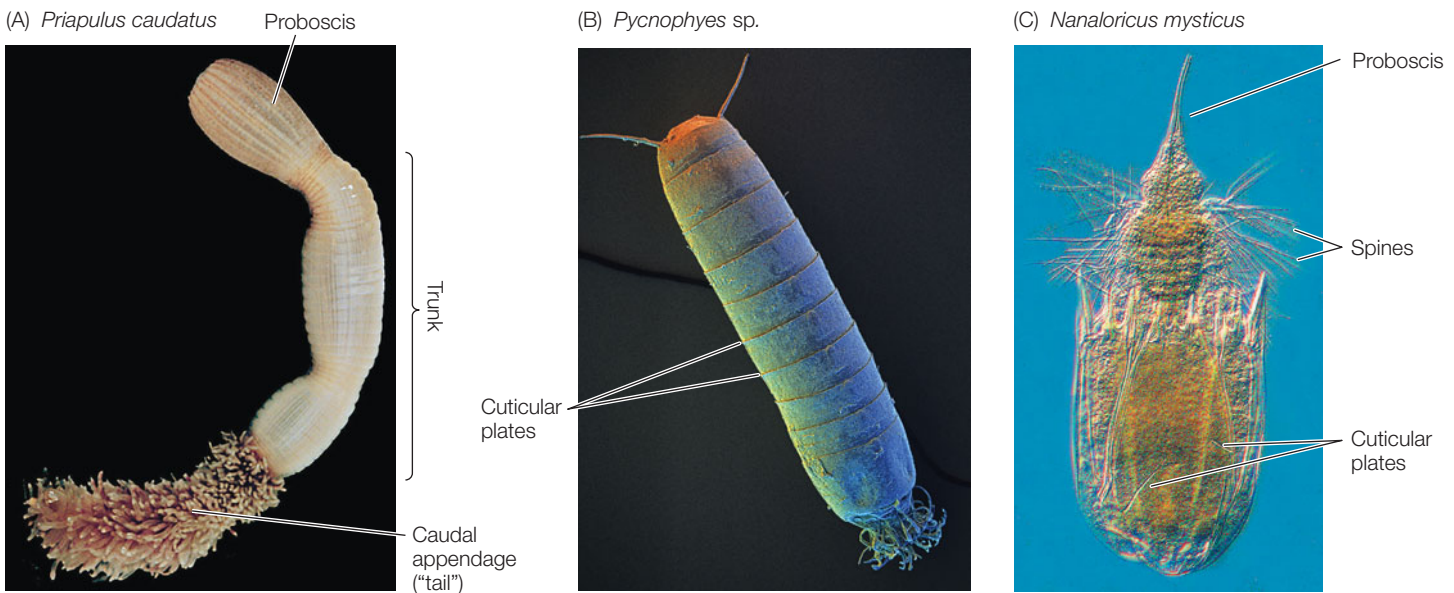 (A) Priapulus caudatus
Proboscis
Trunk
Caudal
appendage
(“tail”)
(B) Pycnophyes sp.
Cuticular
plates
(C) Nanaloricus mysticus
Proboscis
Spines
Cuticular
plates